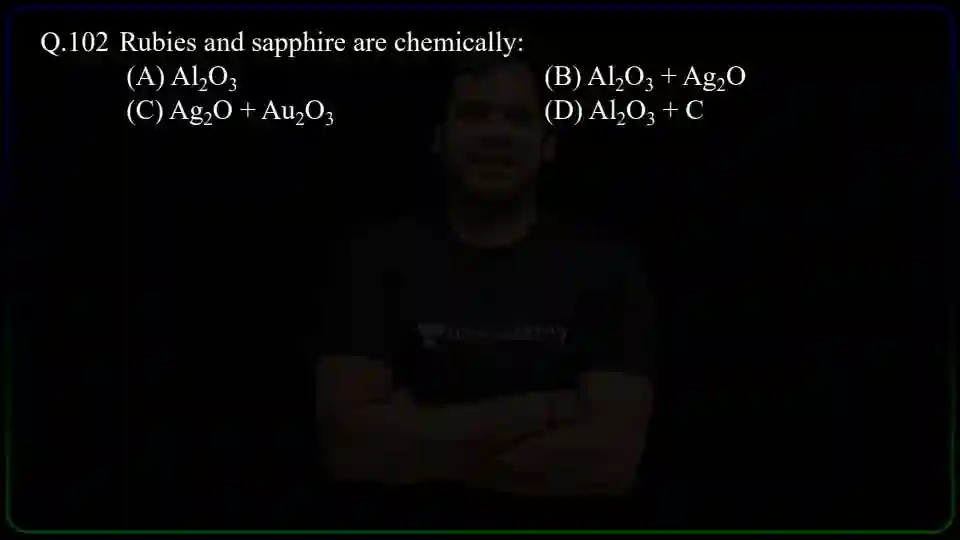 Q.102 Rubies and sapphire are chemically:
(A) Al₂O₃ (B) Al₂O₃ + Ag₂O
(C) Ag₂O + Au₂O₃ (D) Al₂O₃ + C